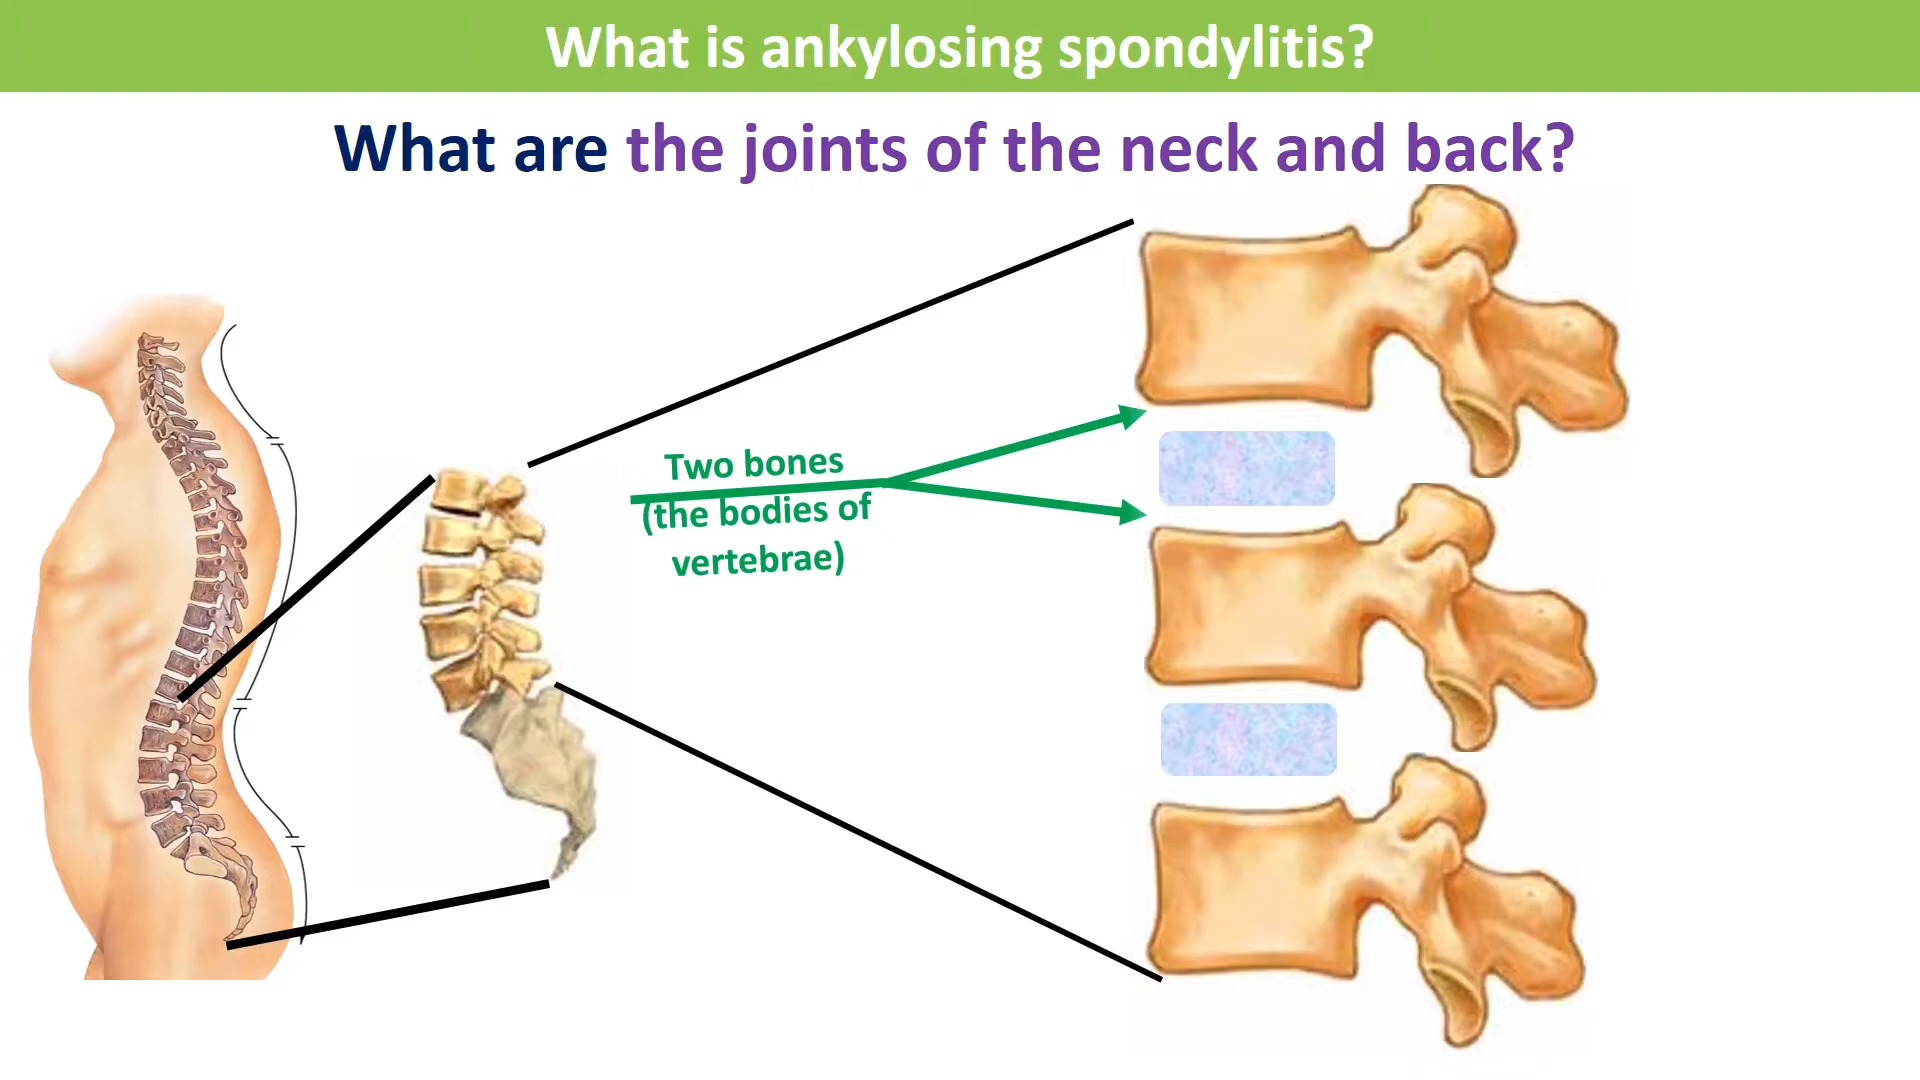 What is ankylosing spondylitis?
What are the joints of the neck and back?
Two bones
(the bodies of
vertebrae)